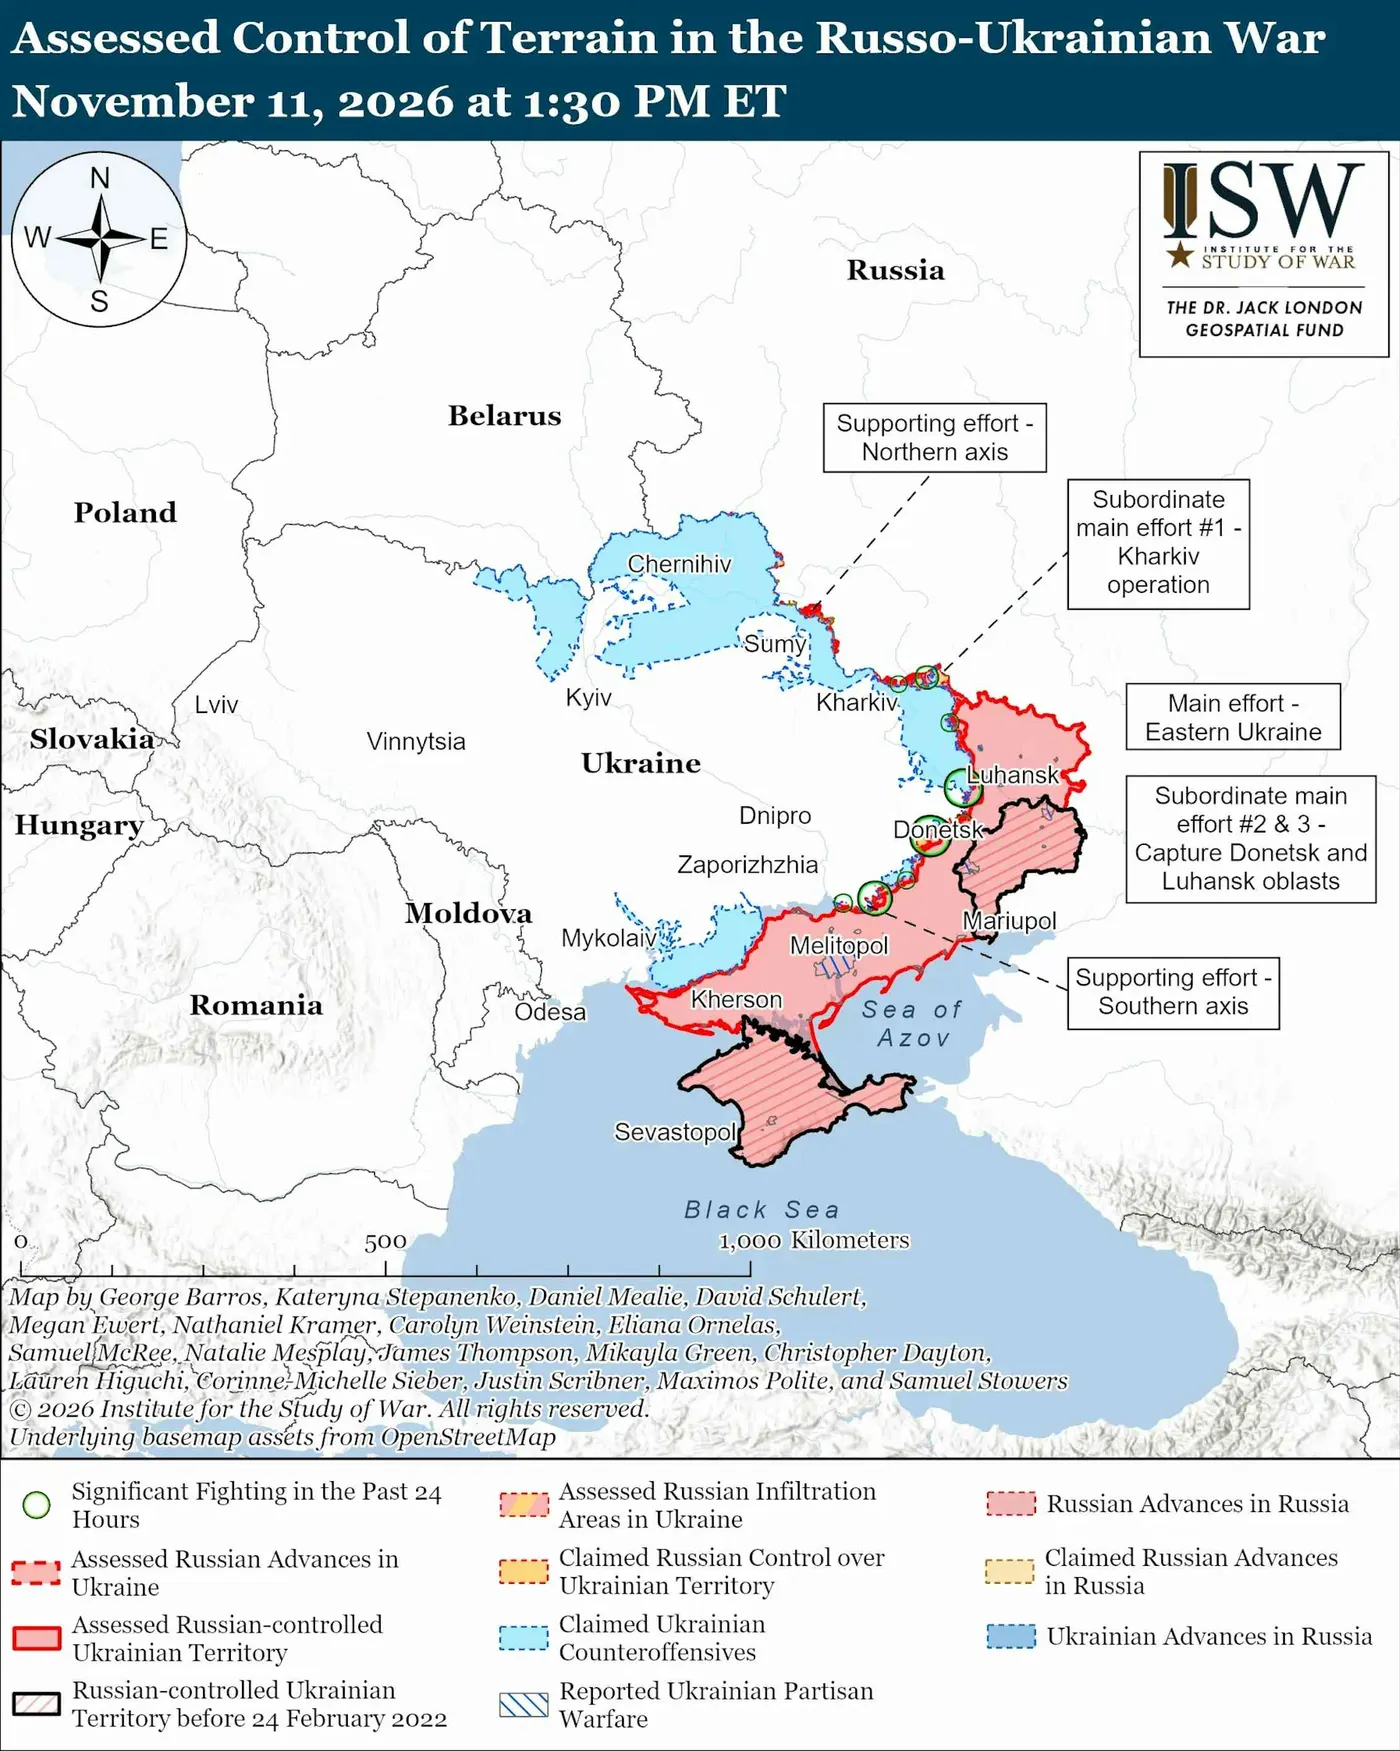 Assessed Control of Terrain in the Russo-Ukrainian War
November 11, 2026 at 1:30 PM ET
N
W
E
S
ISW
INSTITUTE FOR THE
STUDY OF WAR
THE DR. JACK LONDON
GEOSPATIAL FUND
Russia
Belarus
Poland
Supporting effort -
Northern axis
Subordinate
main effort #1 -
Kharkiv
operation
Chernihiv
Sumy
Kyiv
Kharkiv
Lviv
Slovakia
Vinnytsia
Ukraine
Main effort -
Eastern Ukraine
Luhansk
Hungary
Dnipro
Donetsk
Subordinate main
effort #2 & 3 -
Capture Donetsk and
Luhansk oblasts
Zaporizhzhia
Moldova
Mykolaiv
Mariupol
Melitopol
Romania
Kherson
Odesa
Sea of
Azov
Supporting effort -
Southern axis
Sevastopol
Black Sea
0
500
1,000 Kilometers
Map by George Barros, Kateryna Stepanenko, Daniel Mealie, David Schulert,
Megan Ewert, Nathaniel Kramer, Carolyn Weinstein, Eliana Ornelas,
Samuel McRee, Natalie Mesplay, James Thompson, Mikayla Green, Christopher Dayton,
Lauren Higuchi, Corinne-Michelle Sieber, Justin Scribner, Maximos Polite, and Samuel Stowers
© 2026 Institute for the Study of War. All rights reserved.
Underlying basemap assets from OpenStreetMap
Significant Fighting in the Past 24
Hours
Assessed Russian Advances in
Ukraine
Assessed Russian-controlled
Ukrainian Territory
Russian-controlled Ukrainian
Territory before 24 February 2022
Assessed Russian Infiltration
Areas in Ukraine
Claimed Russian Control over
Ukrainian Territory
Claimed Ukrainian
Counteroffensives
Reported Ukrainian Partisan
Warfare
Russian Advances in Russia
Claimed Russian Advances
in Russia
Ukrainian Advances in Russia